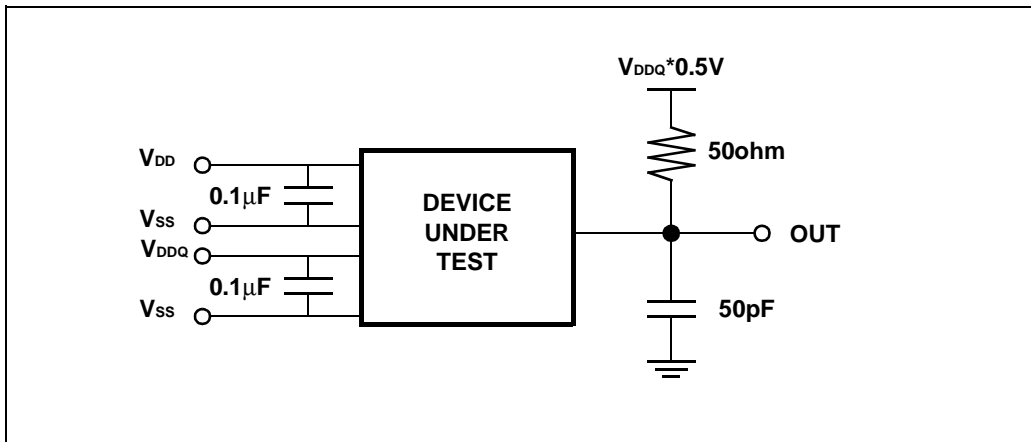 VDDQ*0.5V
50ohm
VDD
0.1μF
VSS
VDDQ
0.1μF
VSS
DEVICE
UNDER
TEST
OUT
50pF